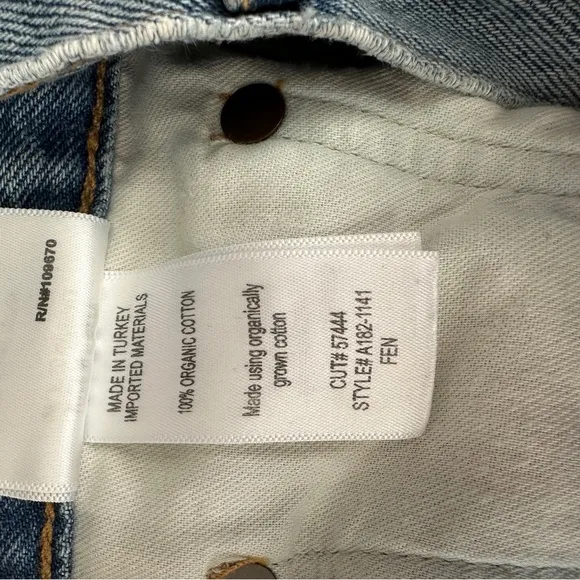 R/N#109670
MADE IN TURKEY
IMPORTED MATERIALS
100% ORGANIC COTTON
Made using organically
grown cotton
CUT# 57444
STYLE# A182-1141
FEN